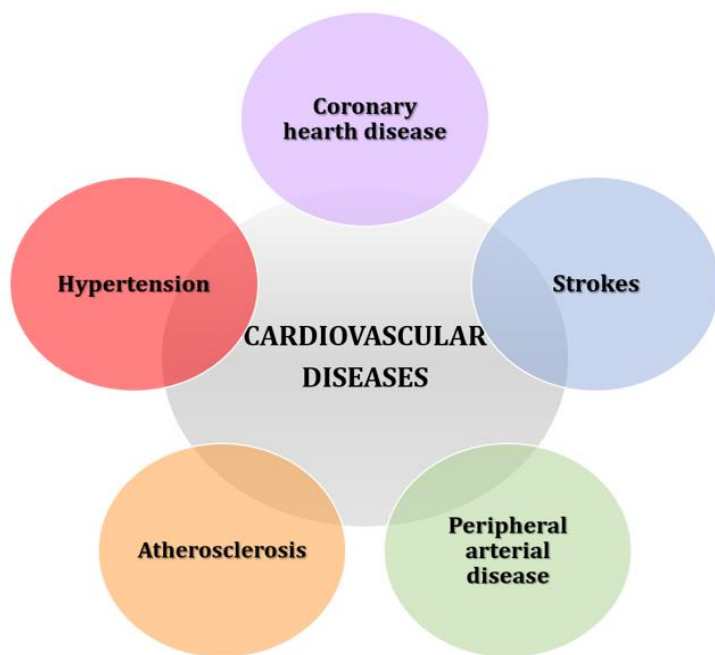 Coronary
hearth disease
Hypertension
Strokes
CARDIOVASCULAR
DISEASES
Atherosclerosis
Peripheral
arterial
disease